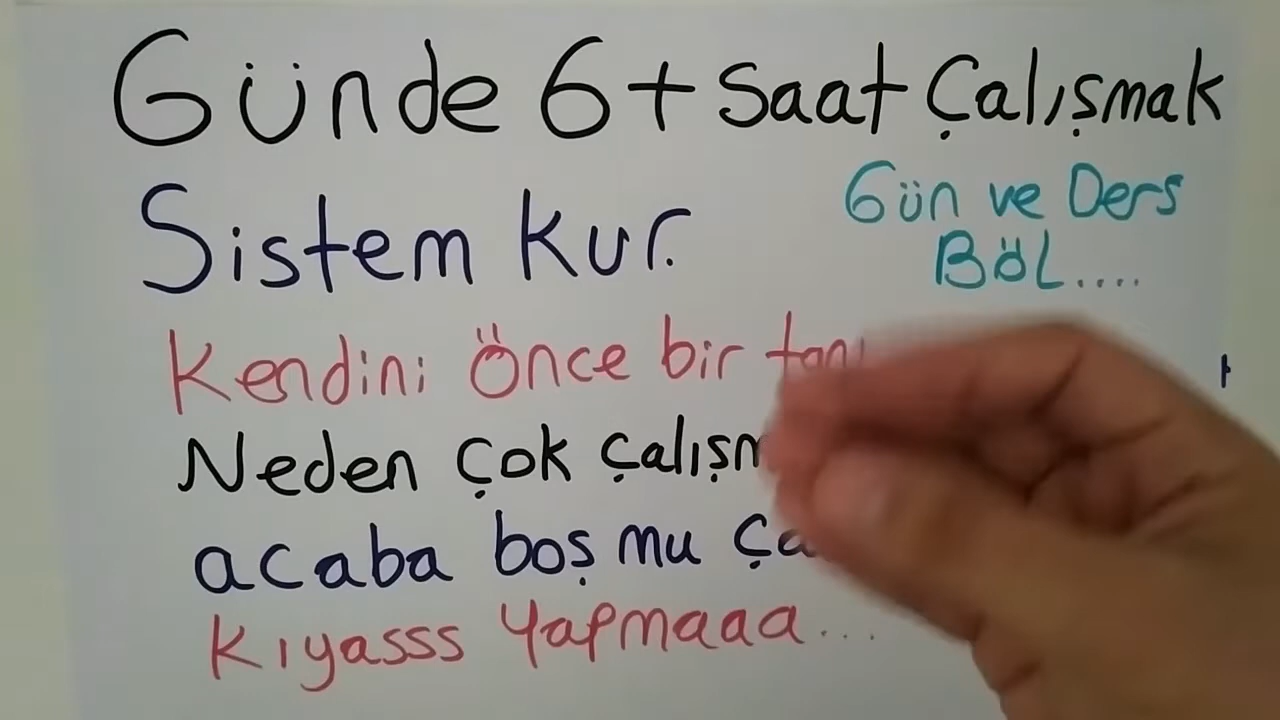 Günde 6+ saat Çalışmak
Sistem kur.
Gün ve Ders
BÖL....
Kendini Önce bir
Neden çok
acaba boş mu
Kıyasss Yapmaaa...